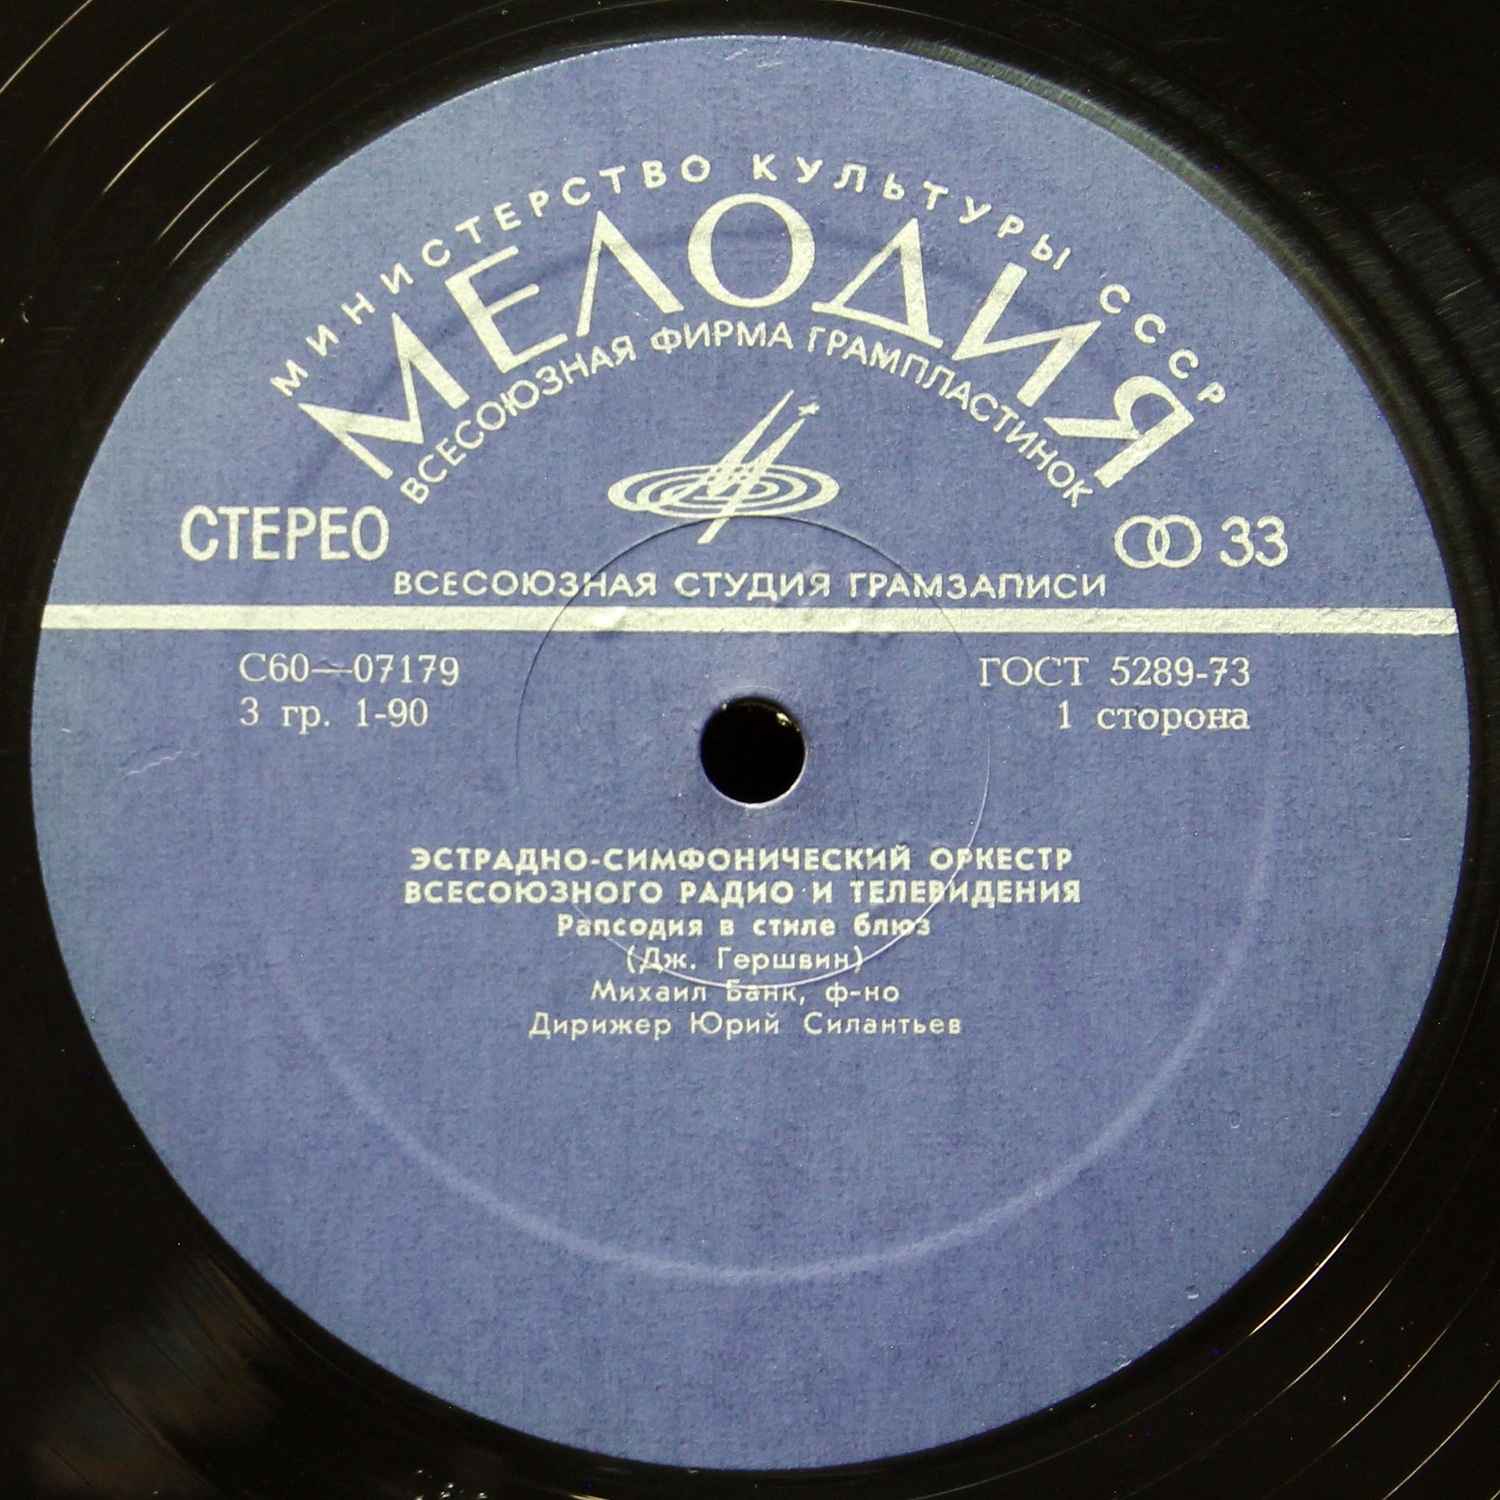 МИНИСТЕРСТВО КУЛЬТУРЫ СССР
МЕЛОДИЯ
ВСЕСОЮЗНАЯ ФИРМА ГРАМПЛАСТИНОК
СТЕРЕО
33
ВСЕСОЮЗНАЯ СТУДИЯ ГРАМЗАПИСИ
С60—07179
ГОСТ 5289-73
3 гр. 1-90
1 сторона
ЭСТРАДНО-СИМФОНИЧЕСКИЙ ОРКЕСТР
ВСЕСОЮЗНОГО РАДИО И ТЕЛЕВИДЕНИЯ
Рапсодия в стиле блюз
(Дж. Гершвин)
Михаил Банк, ф-но
Дирижер Юрий Силантьев